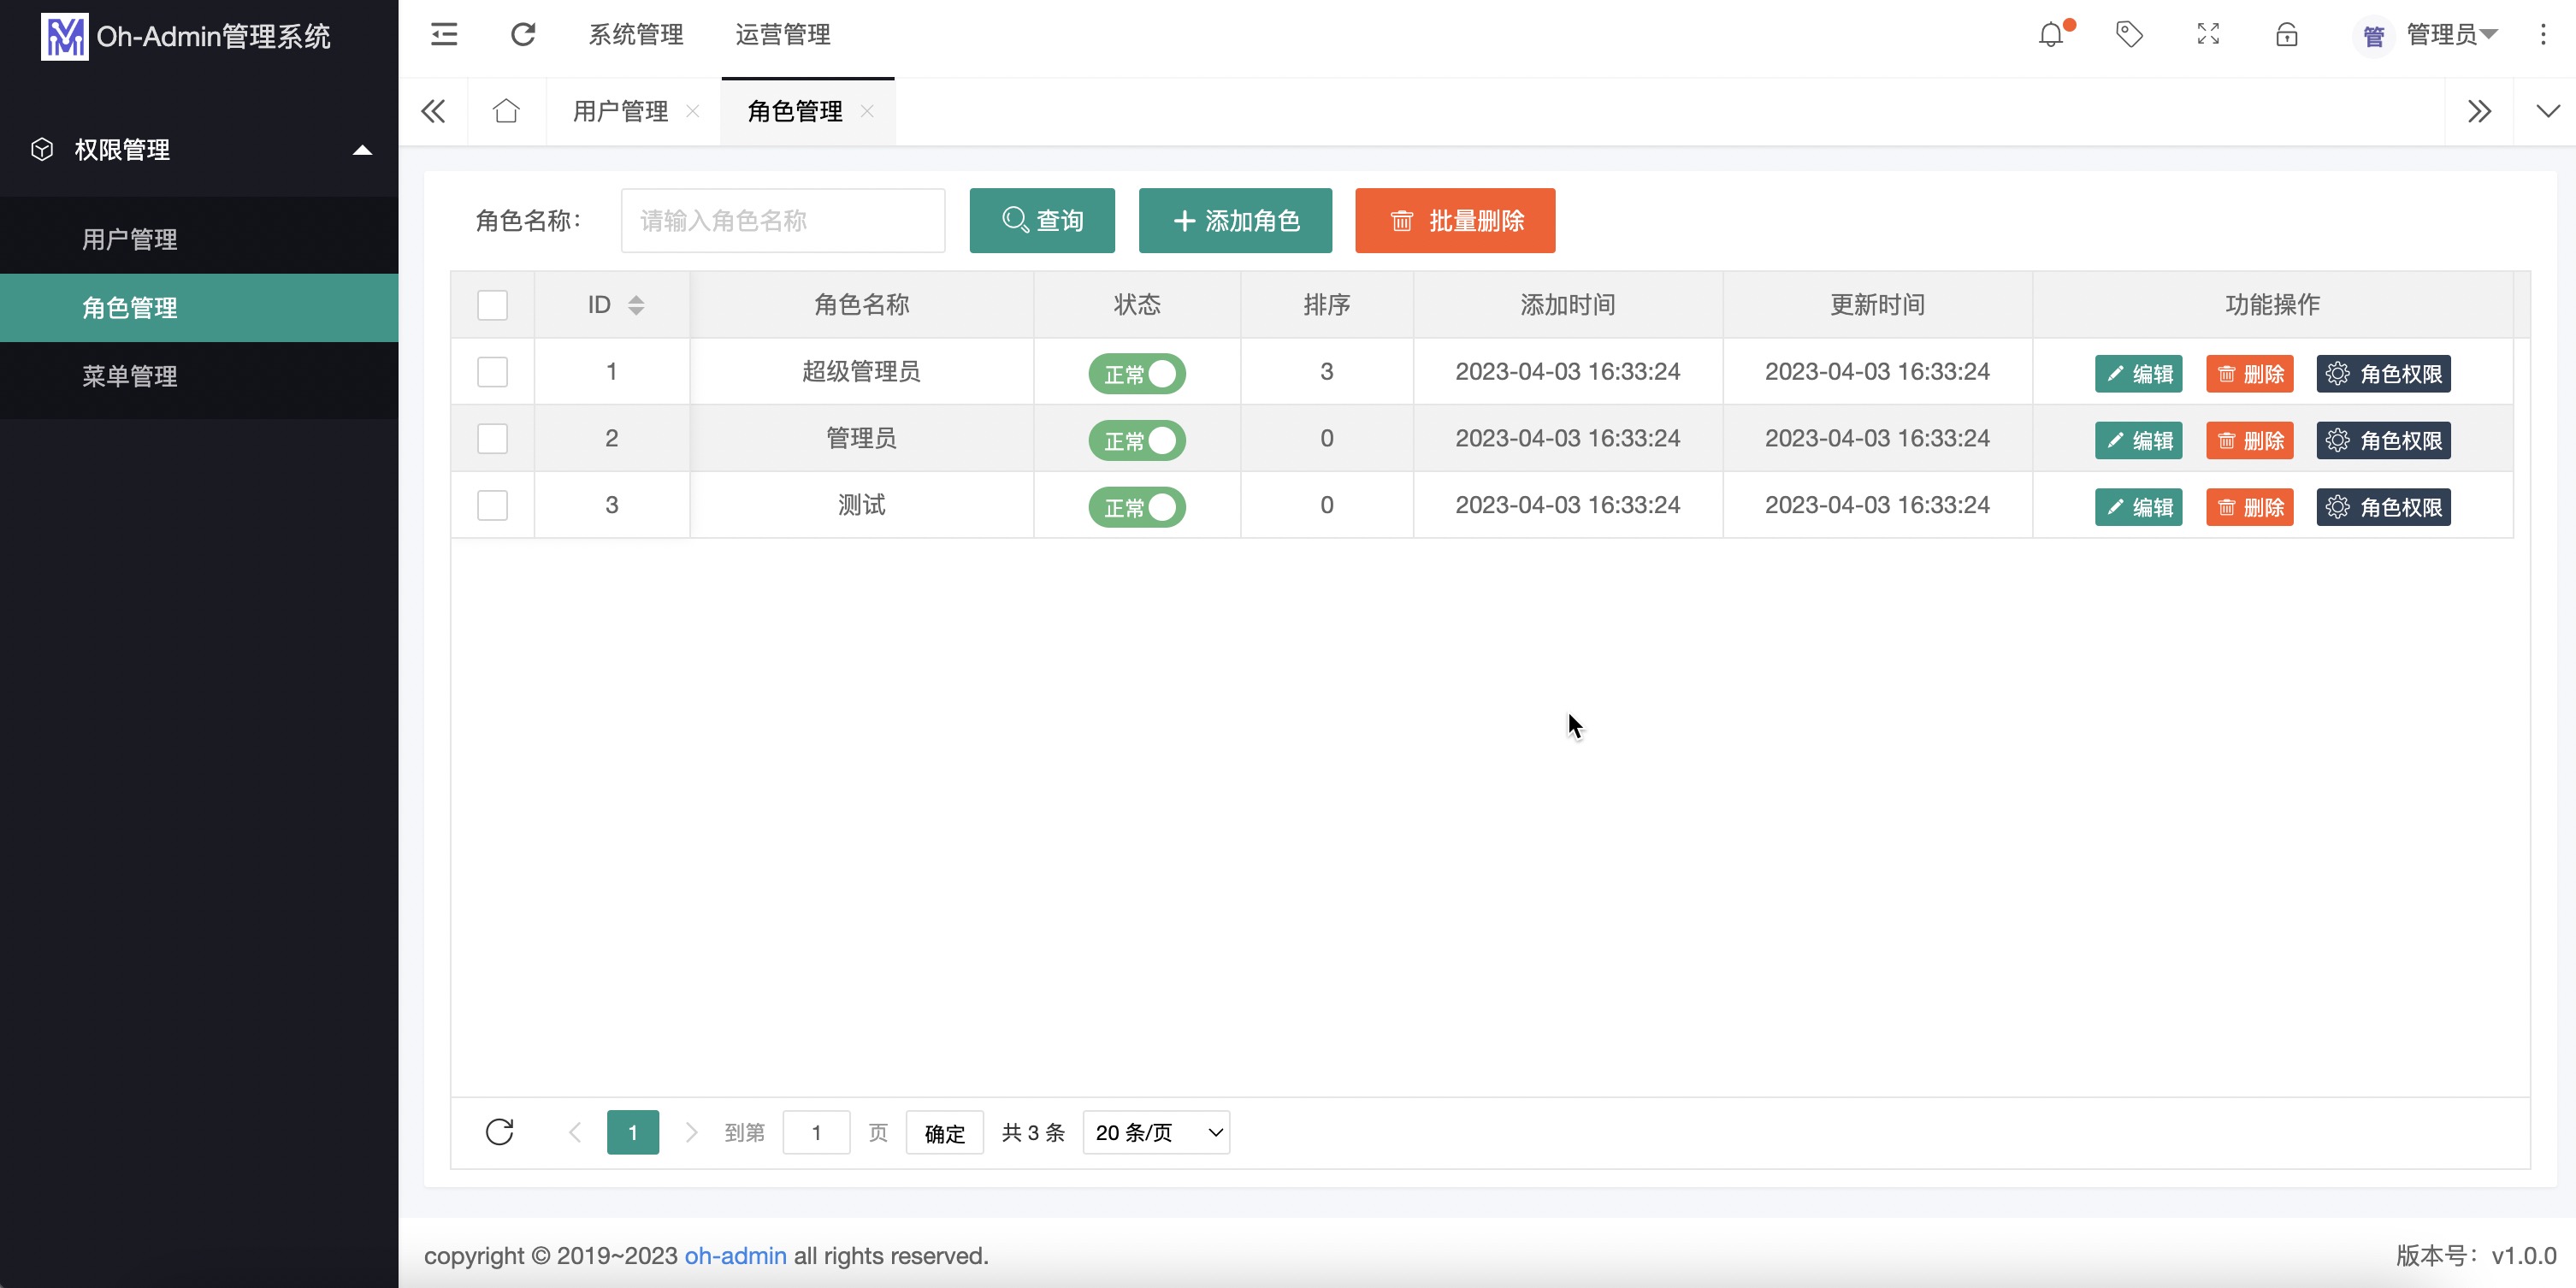 Oh-Admin管理系统
系统管理 运营管理
管 管理员
权限管理
用户管理
角色管理
菜单管理
用户管理 角色管理
角色名称： 请输入角色名称 查询 添加角色 批量删除
ID 角色名称 状态 排序 添加时间 更新时间 功能操作
1 超级管理员 正常 3 2023-04-03 16:33:24 2023-04-03 16:33:24 编辑 删除 角色权限
2 管理员 正常 0 2023-04-03 16:33:24 2023-04-03 16:33:24 编辑 删除 角色权限
3 测试 正常 0 2023-04-03 16:33:24 2023-04-03 16:33:24 编辑 删除 角色权限
1 到第 1 页 确定 共 3 条 20 条/页
copyright © 2019~2023 oh-admin all rights reserved.
版本号：v1.0.0